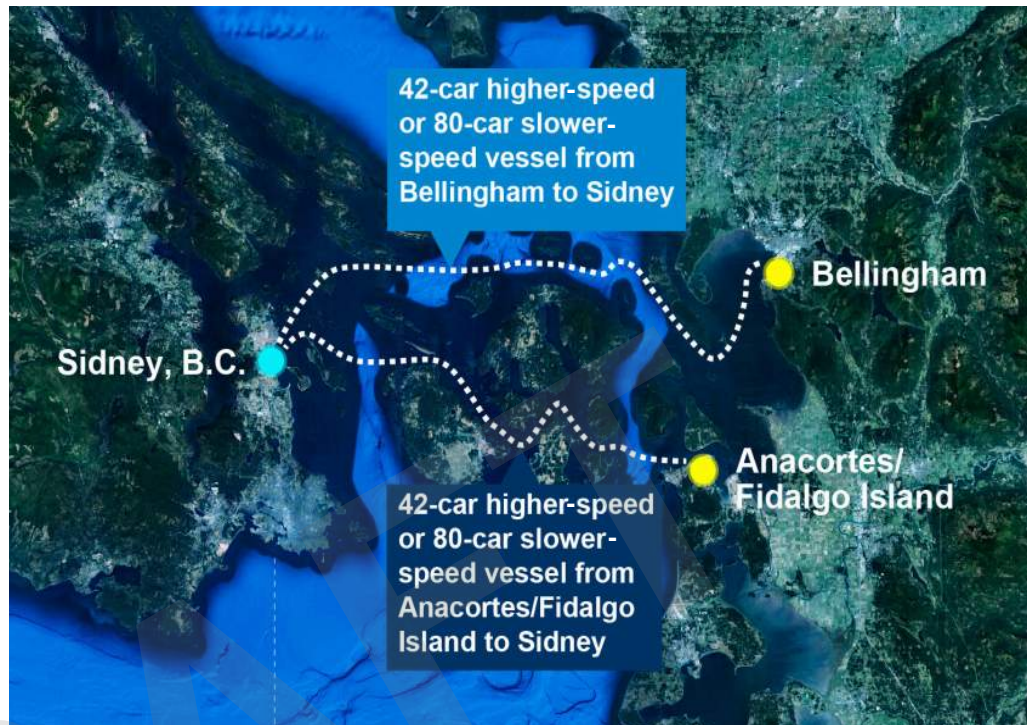 42-car higher-speed
or 80-car slower-
speed vessel from
Bellingham to Sidney
Bellingham
Sidney, B.C.
Anacortes/
Fidalgo Island
42-car higher-speed
or 80-car slower-
speed vessel from
Anacortes/Fidalgo
Island to Sidney